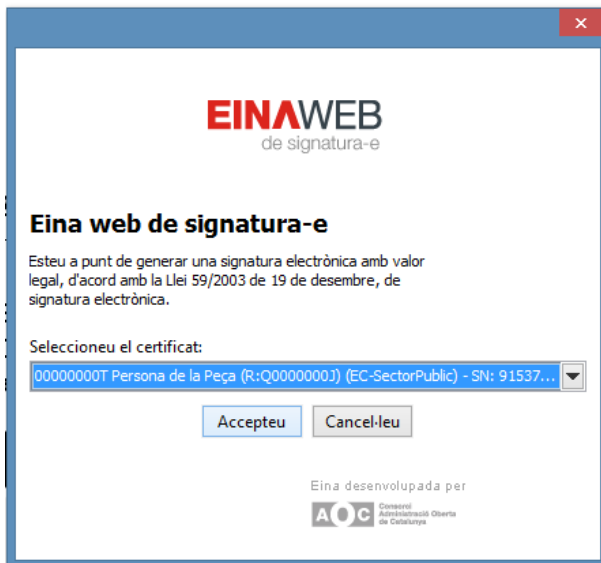 EINAWEB
de signatura-e
Eina web de signatura-e
Esteu a punt de generar una signatura electrònica amb valor
legal, d'acord amb la Llei 59/2003 de 19 de desembre, de
signatura electrònica.
Seleccioneu el certificat:
00000000T Persona de la Peça (R:Q0000000J) (EC-SectorPublic) - SN: 91537...
Accepteu Cancel·leu
Eina desenvolupada per
AOC Consorci
Administració Oberta
de Catalunya